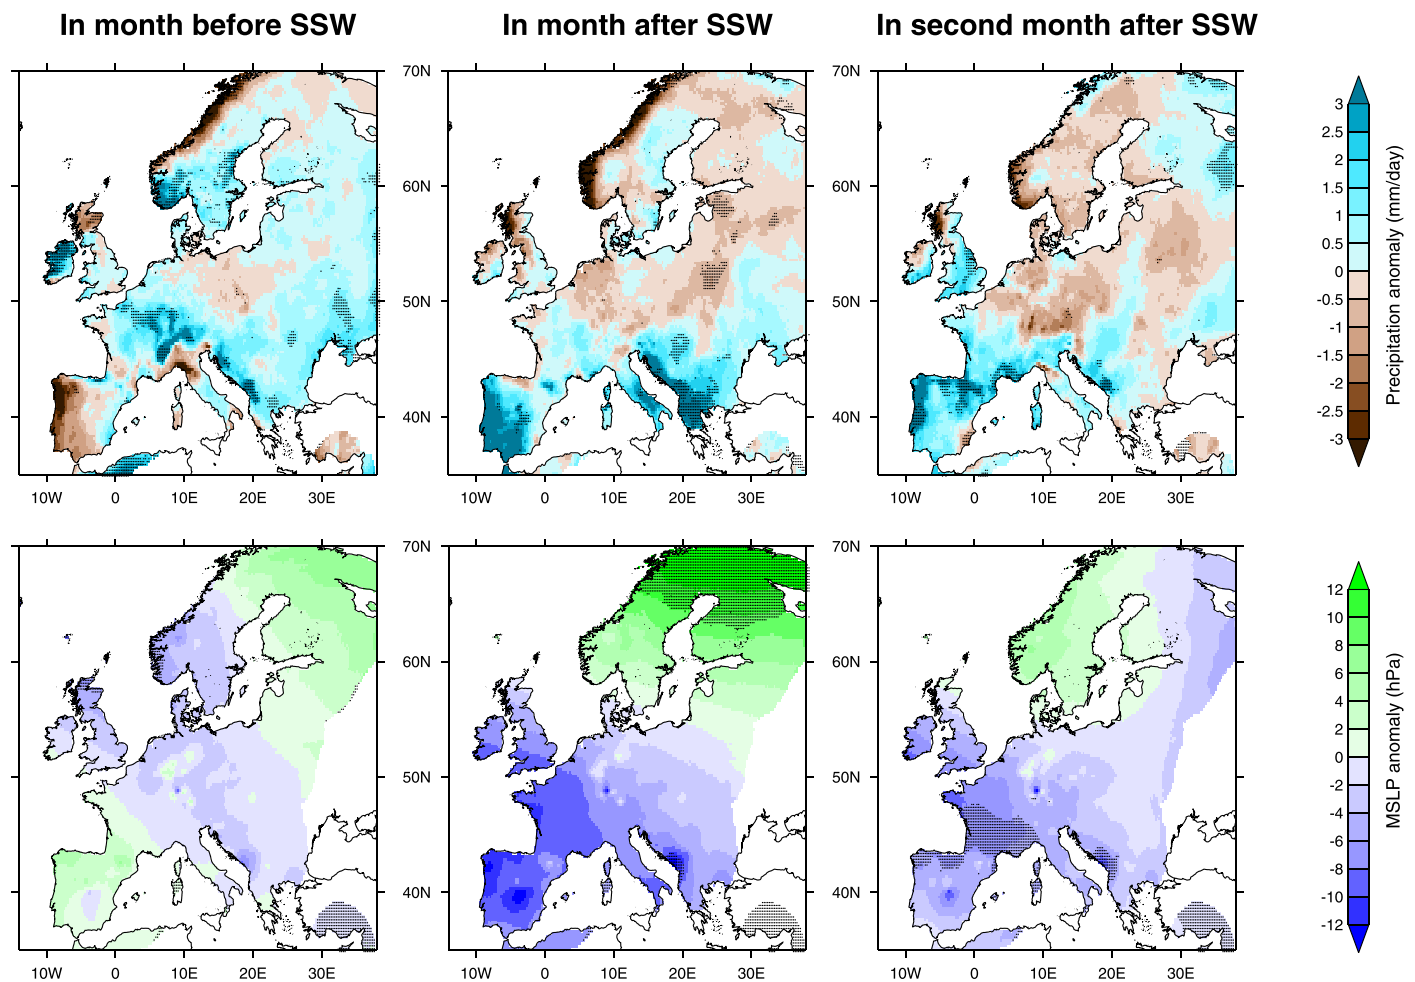 In month before SSW
In month after SSW
In second month after SSW
70N
60N
50N
40N
10W 0 10E 20E 30E
10W 0 10E 20E 30E
10W 0 10E 20E 30E
3
2.5
2
1.5
1
0.5
0
-0.5
-1
-1.5
-2
-2.5
-3
Precipitation anomaly (mm/day)
70N
60N
50N
40N
70N
60N
50N
40N
10W 0 10E 20E 30E
10W 0 10E 20E 30E
10W 0 10E 20E 30E
12
10
8
6
4
2
0
-2
-4
-6
-8
-10
-12
MSLP anomaly (hPa)
70N
60N
50N
40N